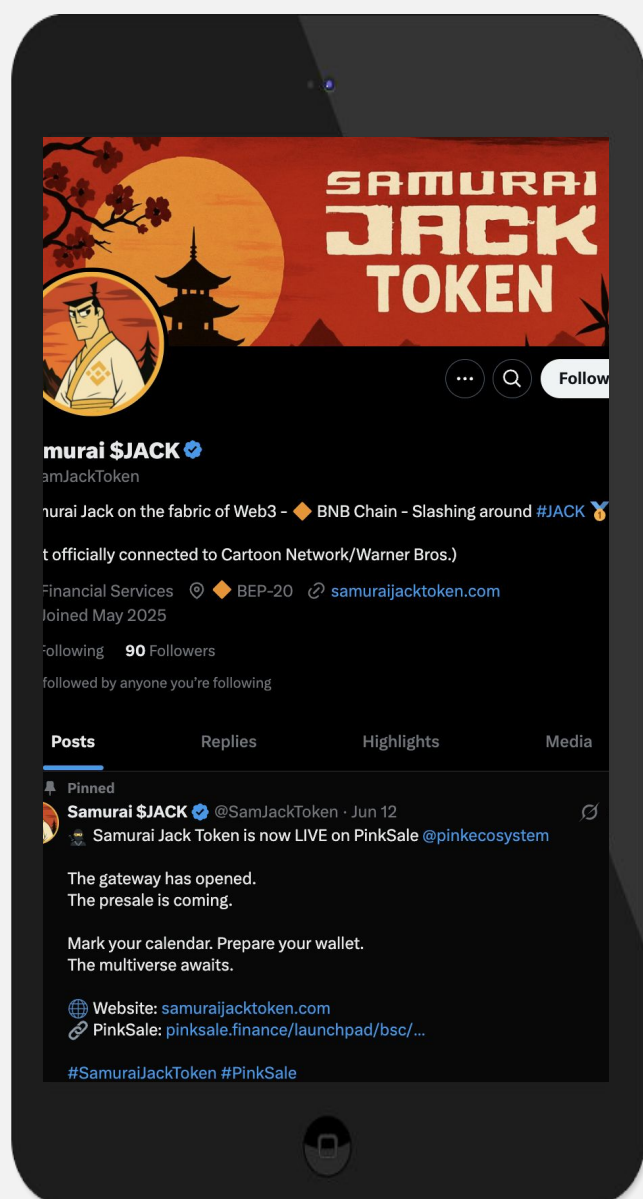 SAMURAI
JACK
TOKEN
Follow
murai $JACK
amJackToken
urai Jack on the fabric of Web3 - 🔶 BNB Chain - Slashing around #JACK 🏅
t officially connected to Cartoon Network/Warner Bros.)
Financial Services BEP-20 samuraijacktoken.com
Joined May 2025
Following 90 Followers
followed by anyone you're following
Posts Replies Highlights Media
Pinned
Samurai $JACK @SamJackToken · Jun 12
🥷 Samurai Jack Token is now LIVE on PinkSale @pinkecosystem
The gateway has opened.
The presale is coming.
Mark your calendar. Prepare your wallet.
The multiverse awaits.
🌐 Website: samuraijacktoken.com
🔗 PinkSale: pinksale.finance/launchpad/bsc/...
#SamuraiJackToken #PinkSale